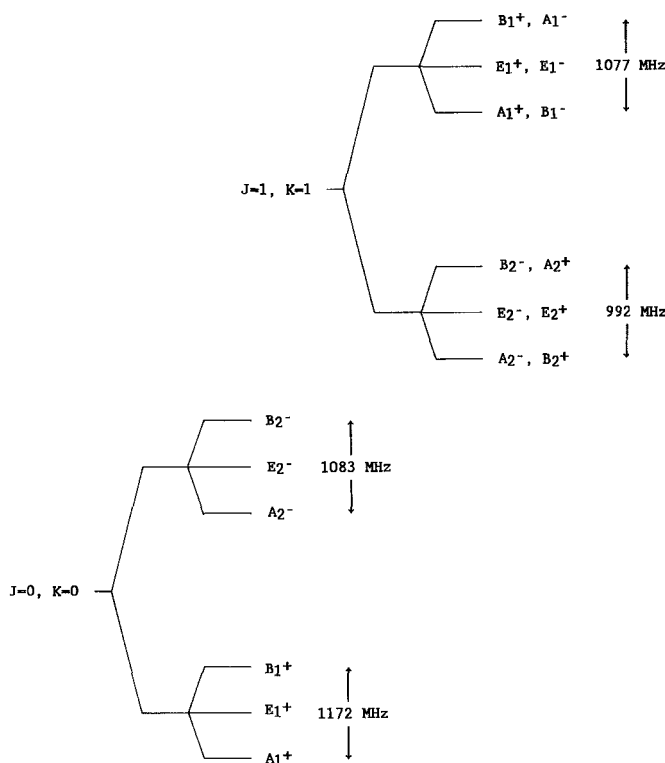 B1+, A1-
E1+, E1-
1077 MHz
A1+, B1-
J=1, K=1
B2-, A2+
E2-, E2+
992 MHz
A2-, B2+
B2-
E2-
1083 MHz
A2-
J=0, K=0
B1+
E1+
1172 MHz
A1+